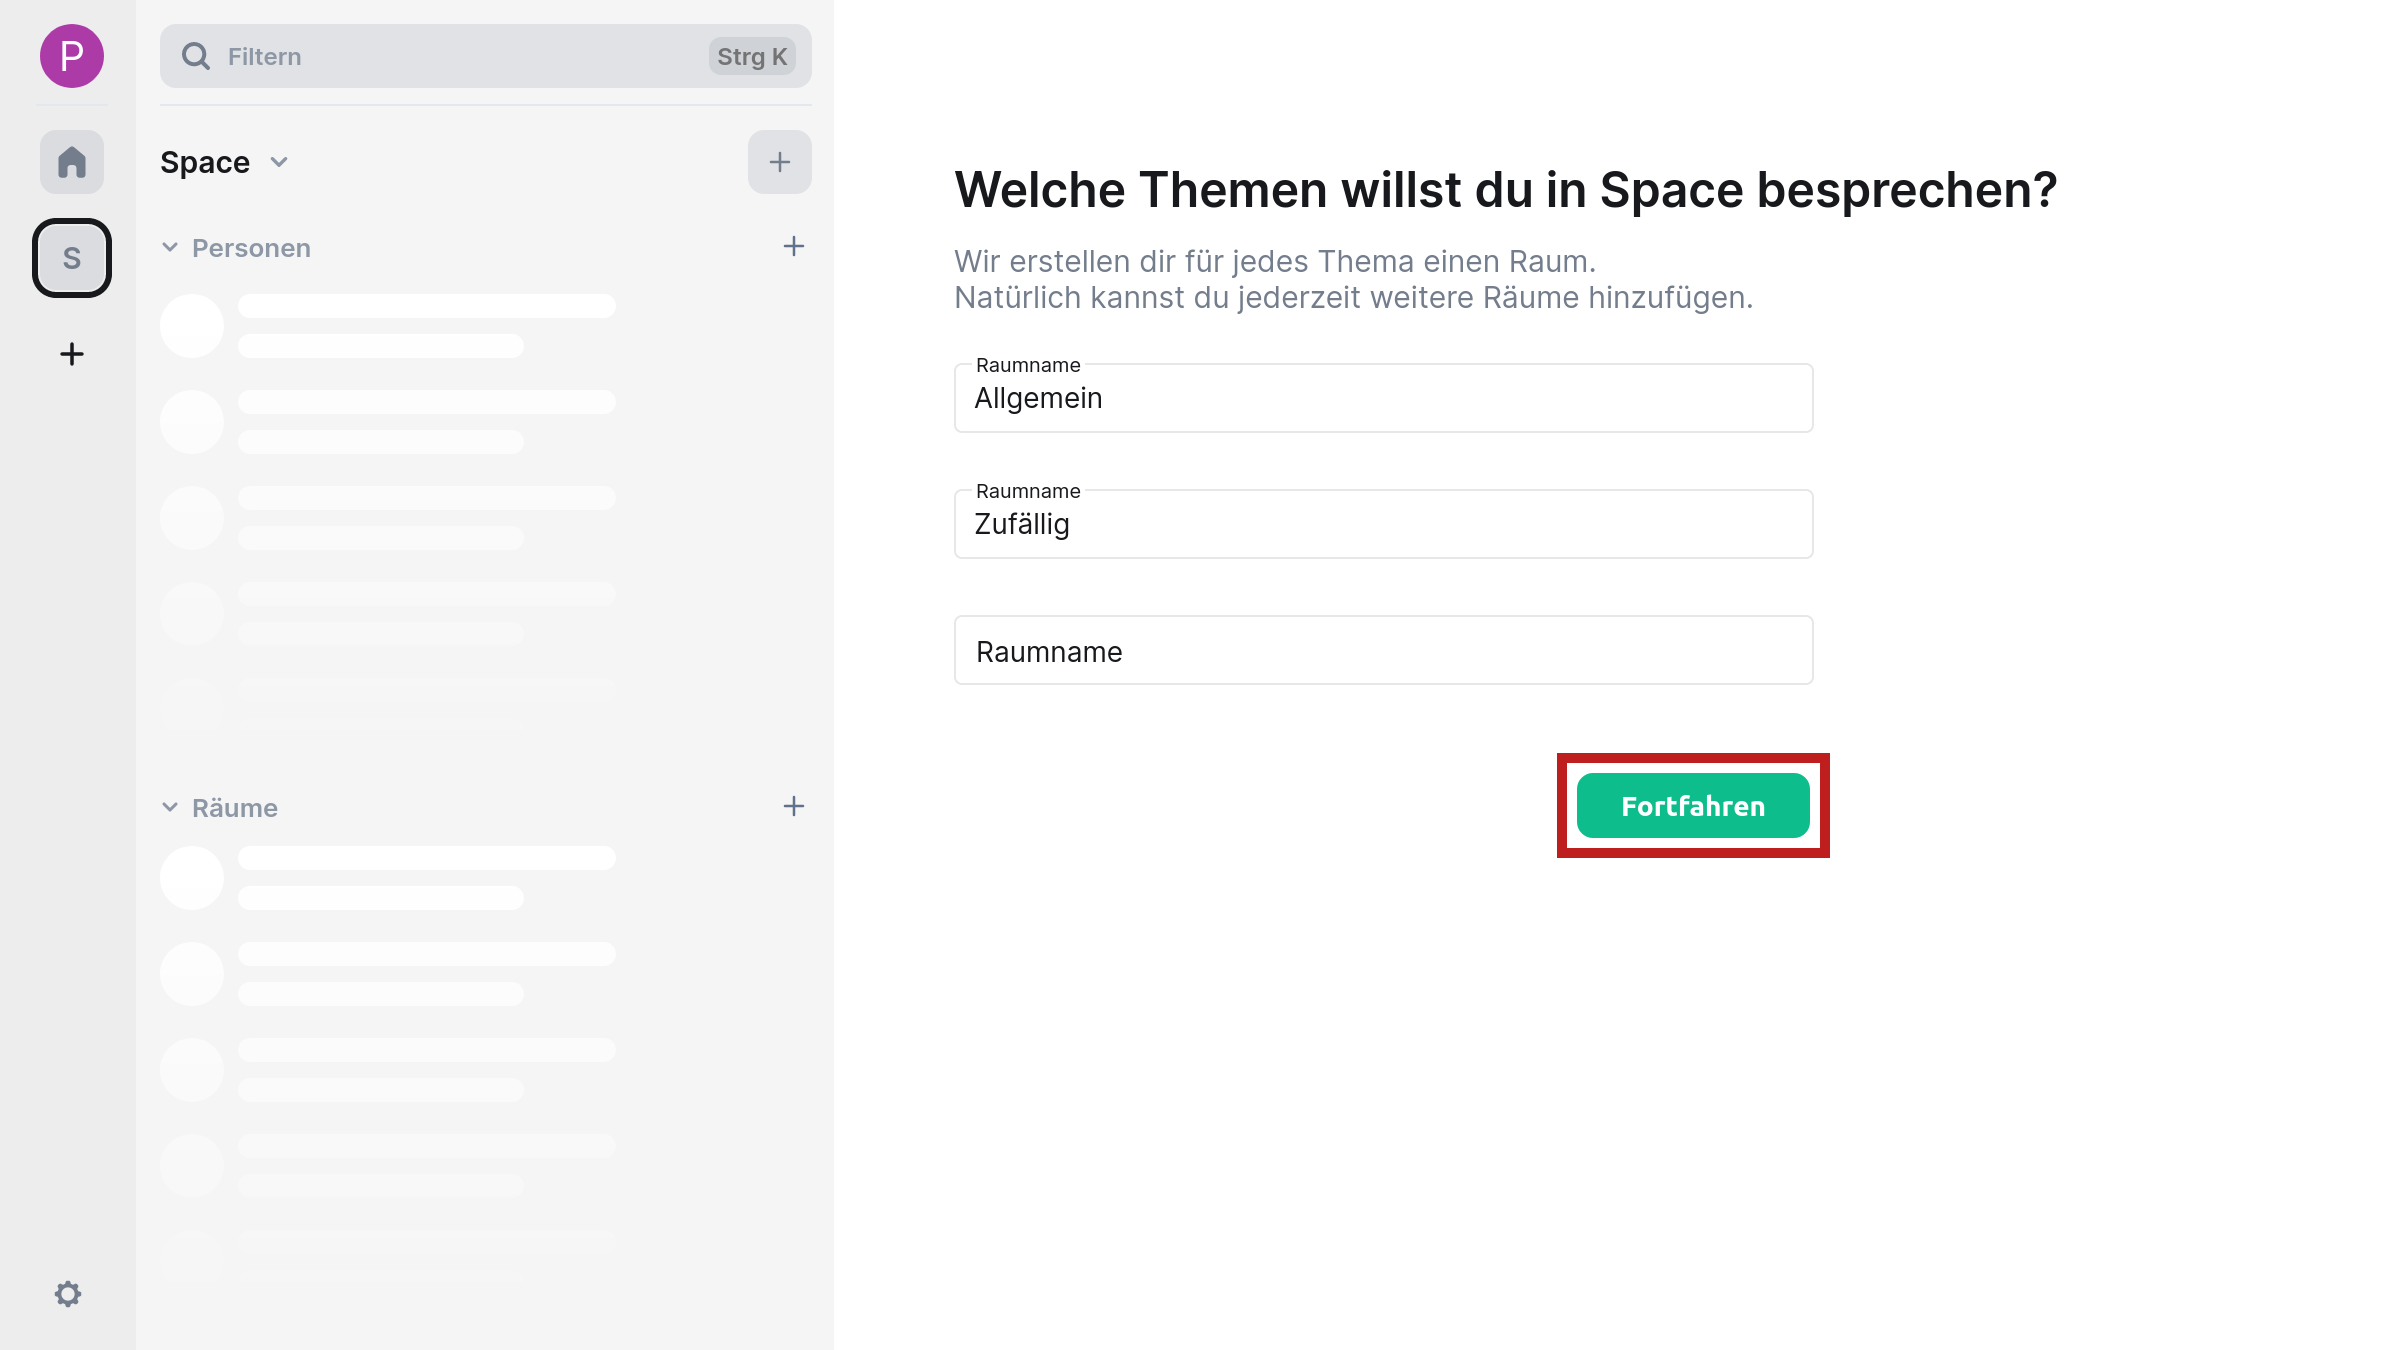 P
Filtern
Strg K
Space
S
Personen
Räume
Welche Themen willst du in Space besprechen?
Wir erstellen dir für jedes Thema einen Raum.
Natürlich kannst du jederzeit weitere Räume hinzufügen.
Raumname
Allgemein
Raumname
Zufällig
Raumname
Fortfahren